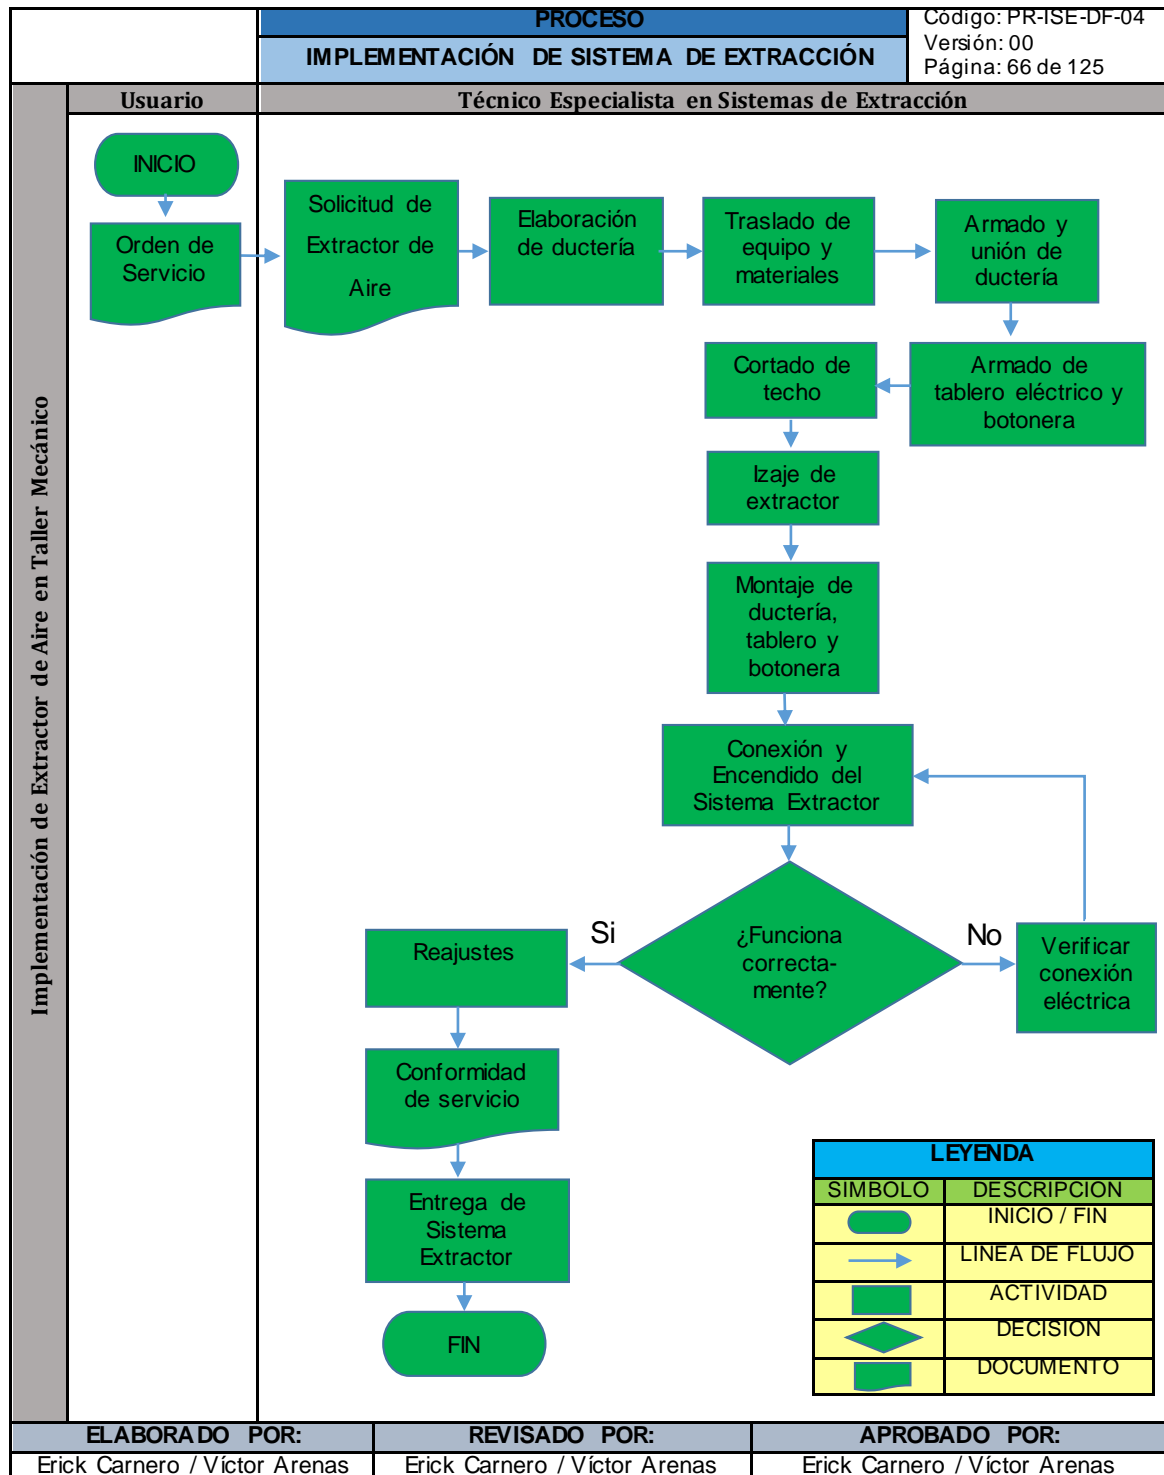 PROCESO
IMPLEMENTACIÓN DE SISTEMA DE EXTRACCIÓN
Código: PR-ISE-DF-04
Versión: 00
Página: 66 de 125
Usuario
Técnico Especialista en Sistemas de Extracción
Implementación de Extractor de Aire en Taller Mecánico
INICIO
Orden de
Servicio
Solicitud de
Extractor de
Aire
Elaboración
de ductería
Traslado de
equipo y
materiales
Armado y
unión de
ductería
Armado de
tablero eléctrico y
botonera
Cortado de
techo
Izaje de
extractor
Montaje de
ductería,
tablero y
botonera
Conexión y
Encendido del
Sistema Extractor
¿Funciona
correcta-
mente?
Si
No
Verificar
conexión
eléctrica
Reajustes
Conformidad
de servicio
Entrega de
Sistema
Extractor
FIN
LEYENDA
SIMBOLO DESCRIPCION
INICIO / FIN
LINEA DE FLUJO
ACTIVIDAD
DECISION
DOCUMENTO
ELABORADO POR: REVISADO POR: APROBADO POR:
Erick Carnero / Víctor Arenas Erick Carnero / Víctor Arenas Erick Carnero / Víctor Arenas